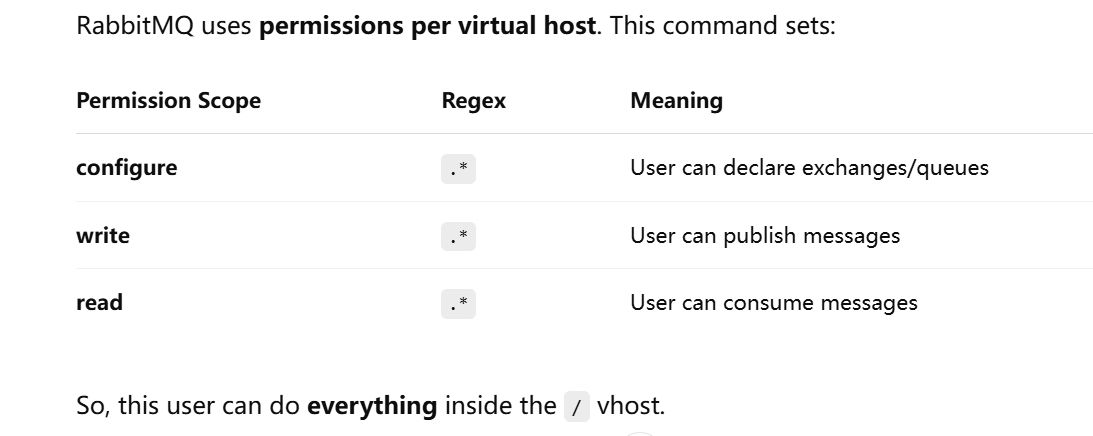 RabbitMQ uses permissions per virtual host. This command sets:
Permission Scope Regex Meaning
configure .* User can declare exchanges/queues
write .* User can publish messages
read .* User can consume messages
So, this user can do everything inside the / vhost.